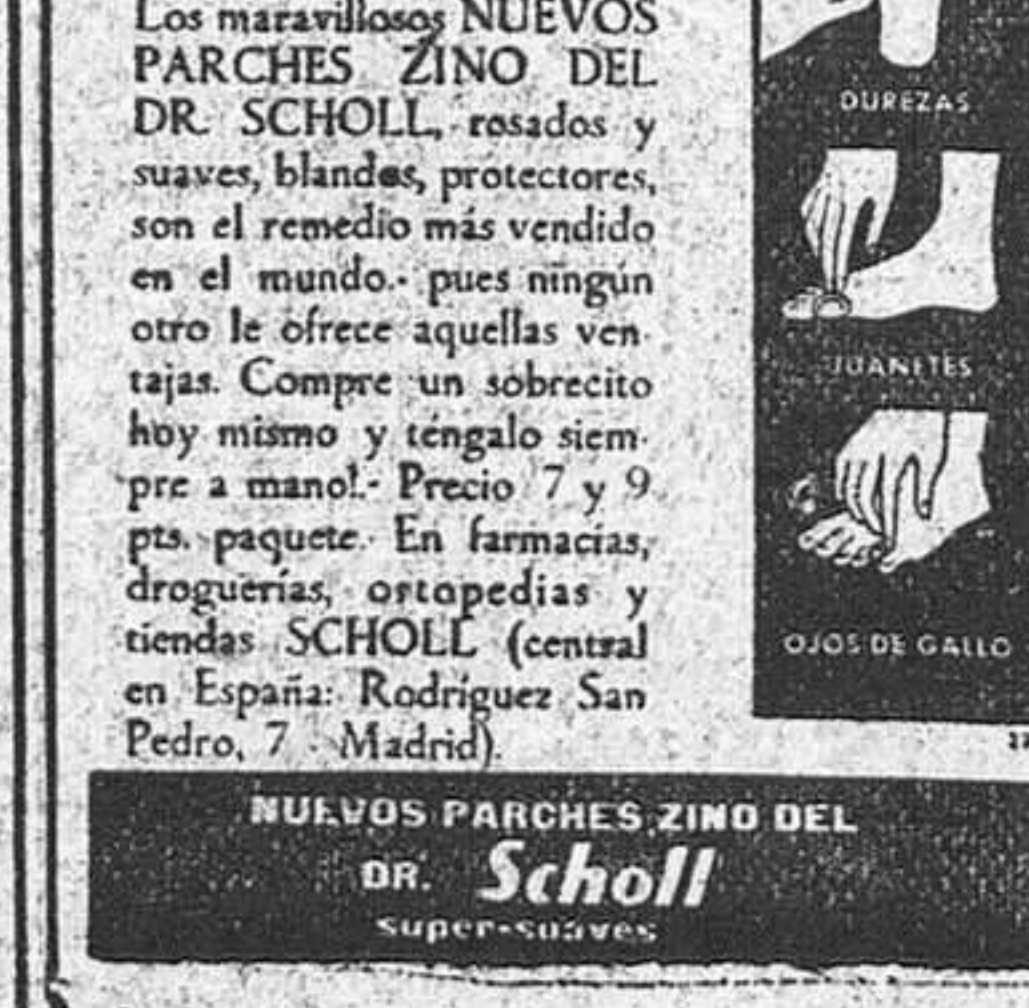 Los maravillosos NUEVOS
PARCHES ZINO DEL
DR. SCHOLL, rosados y
suaves, blandos, protectores,
son el remedio más vendido
en el mundo.- pues ningún
otro le ofrece aquellas ven-
tajas. Compre un sobrecito
hoy mismo y téngalo siem-
pre a mano!.- Precio 7 y 9
pts. paquete. En farmacias,
droguerías, ortopedias y
tiendas SCHOLL (central
en España: Rodríguez San
Pedro, 7 - Madrid).
DUREZAS
JUANETES
OJOS DE GALLO
NUEVOS PARCHES ZINO DEL
DR. Scholl
super-suaves